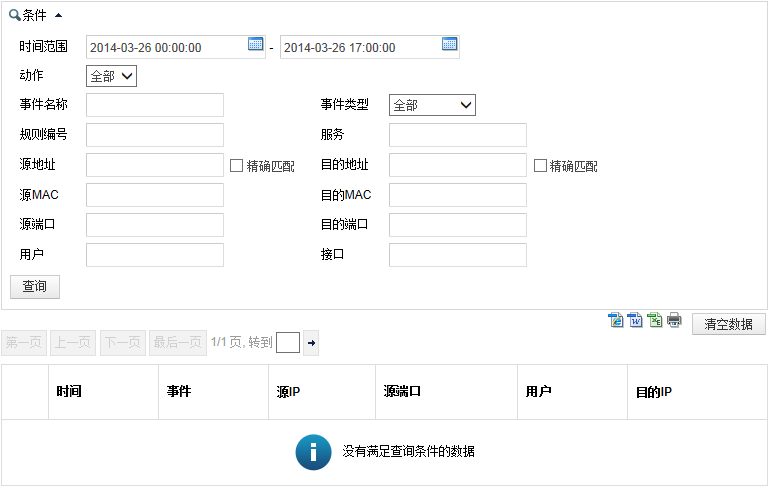 条件
时间范围 2014-03-26 00:00:00 - 2014-03-26 17:00:00
动作 全部
事件名称 事件类型 全部
规则编号 服务
源地址 精确匹配 目的地址 精确匹配
源MAC 目的MAC
源端口 目的端口
用户 接口
查询
清空数据
第一页 上一页 下一页 最后一页 1/1 页, 转到
时间 事件 源IP 源端口 用户 目的IP
没有满足查询条件的数据